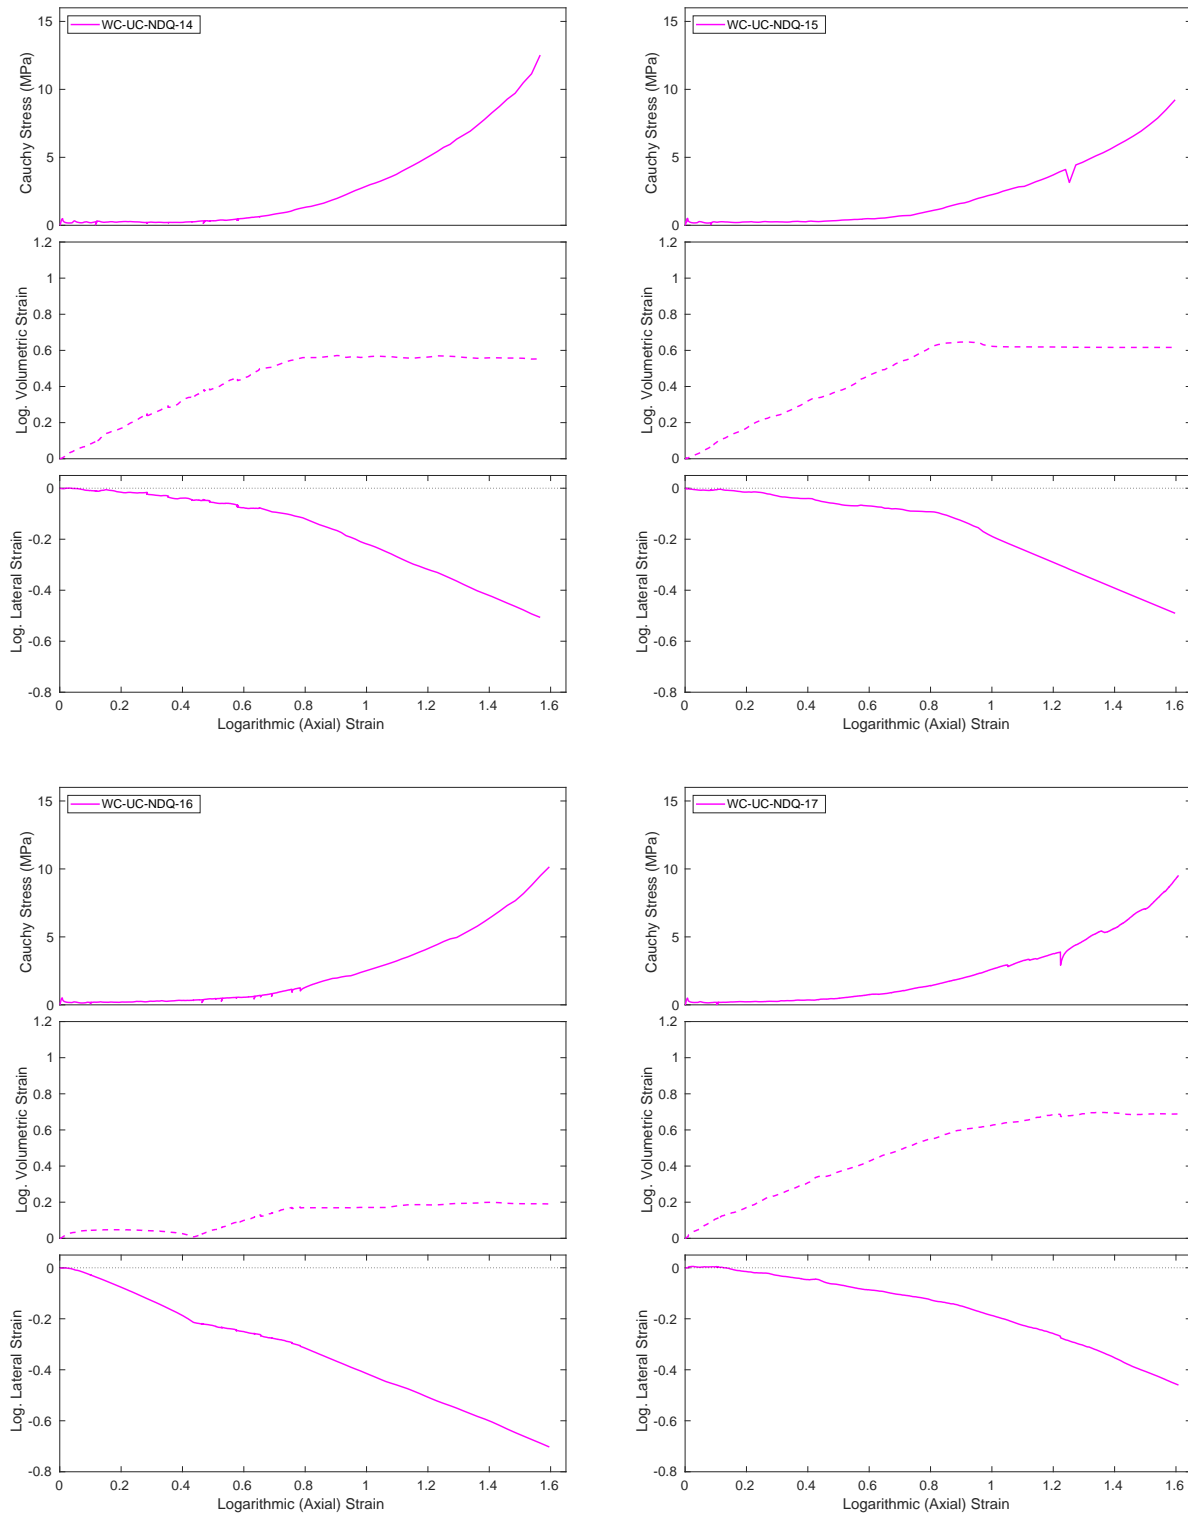 WC-UC-NDQ-14
15
10
5
0
Cauchy Stress (MPa)
1.2
1
0.8
0.6
0.4
0.2
0
Log. Volumetric Strain
0
-0.2
-0.4
-0.6
-0.8
Log. Lateral Strain
0 0.2 0.4 0.6 0.8 1 1.2 1.4 1.6
Logarithmic (Axial) Strain
WC-UC-NDQ-15
15
10
5
0
Cauchy Stress (MPa)
1.2
1
0.8
0.6
0.4
0.2
0
Log. Volumetric Strain
0
-0.2
-0.4
-0.6
-0.8
Log. Lateral Strain
0 0.2 0.4 0.6 0.8 1 1.2 1.4 1.6
Logarithmic (Axial) Strain
WC-UC-NDQ-16
15
10
5
0
Cauchy Stress (MPa)
1.2
1
0.8
0.6
0.4
0.2
0
Log. Volumetric Strain
0
-0.2
-0.4
-0.6
-0.8
Log. Lateral Strain
0 0.2 0.4 0.6 0.8 1 1.2 1.4 1.6
Logarithmic (Axial) Strain
WC-UC-NDQ-17
15
10
5
0
Cauchy Stress (MPa)
1.2
1
0.8
0.6
0.4
0.2
0
Log. Volumetric Strain
0
-0.2
-0.4
-0.6
-0.8
Log. Lateral Strain
0 0.2 0.4 0.6 0.8 1 1.2 1.4 1.6
Logarithmic (Axial) Strain